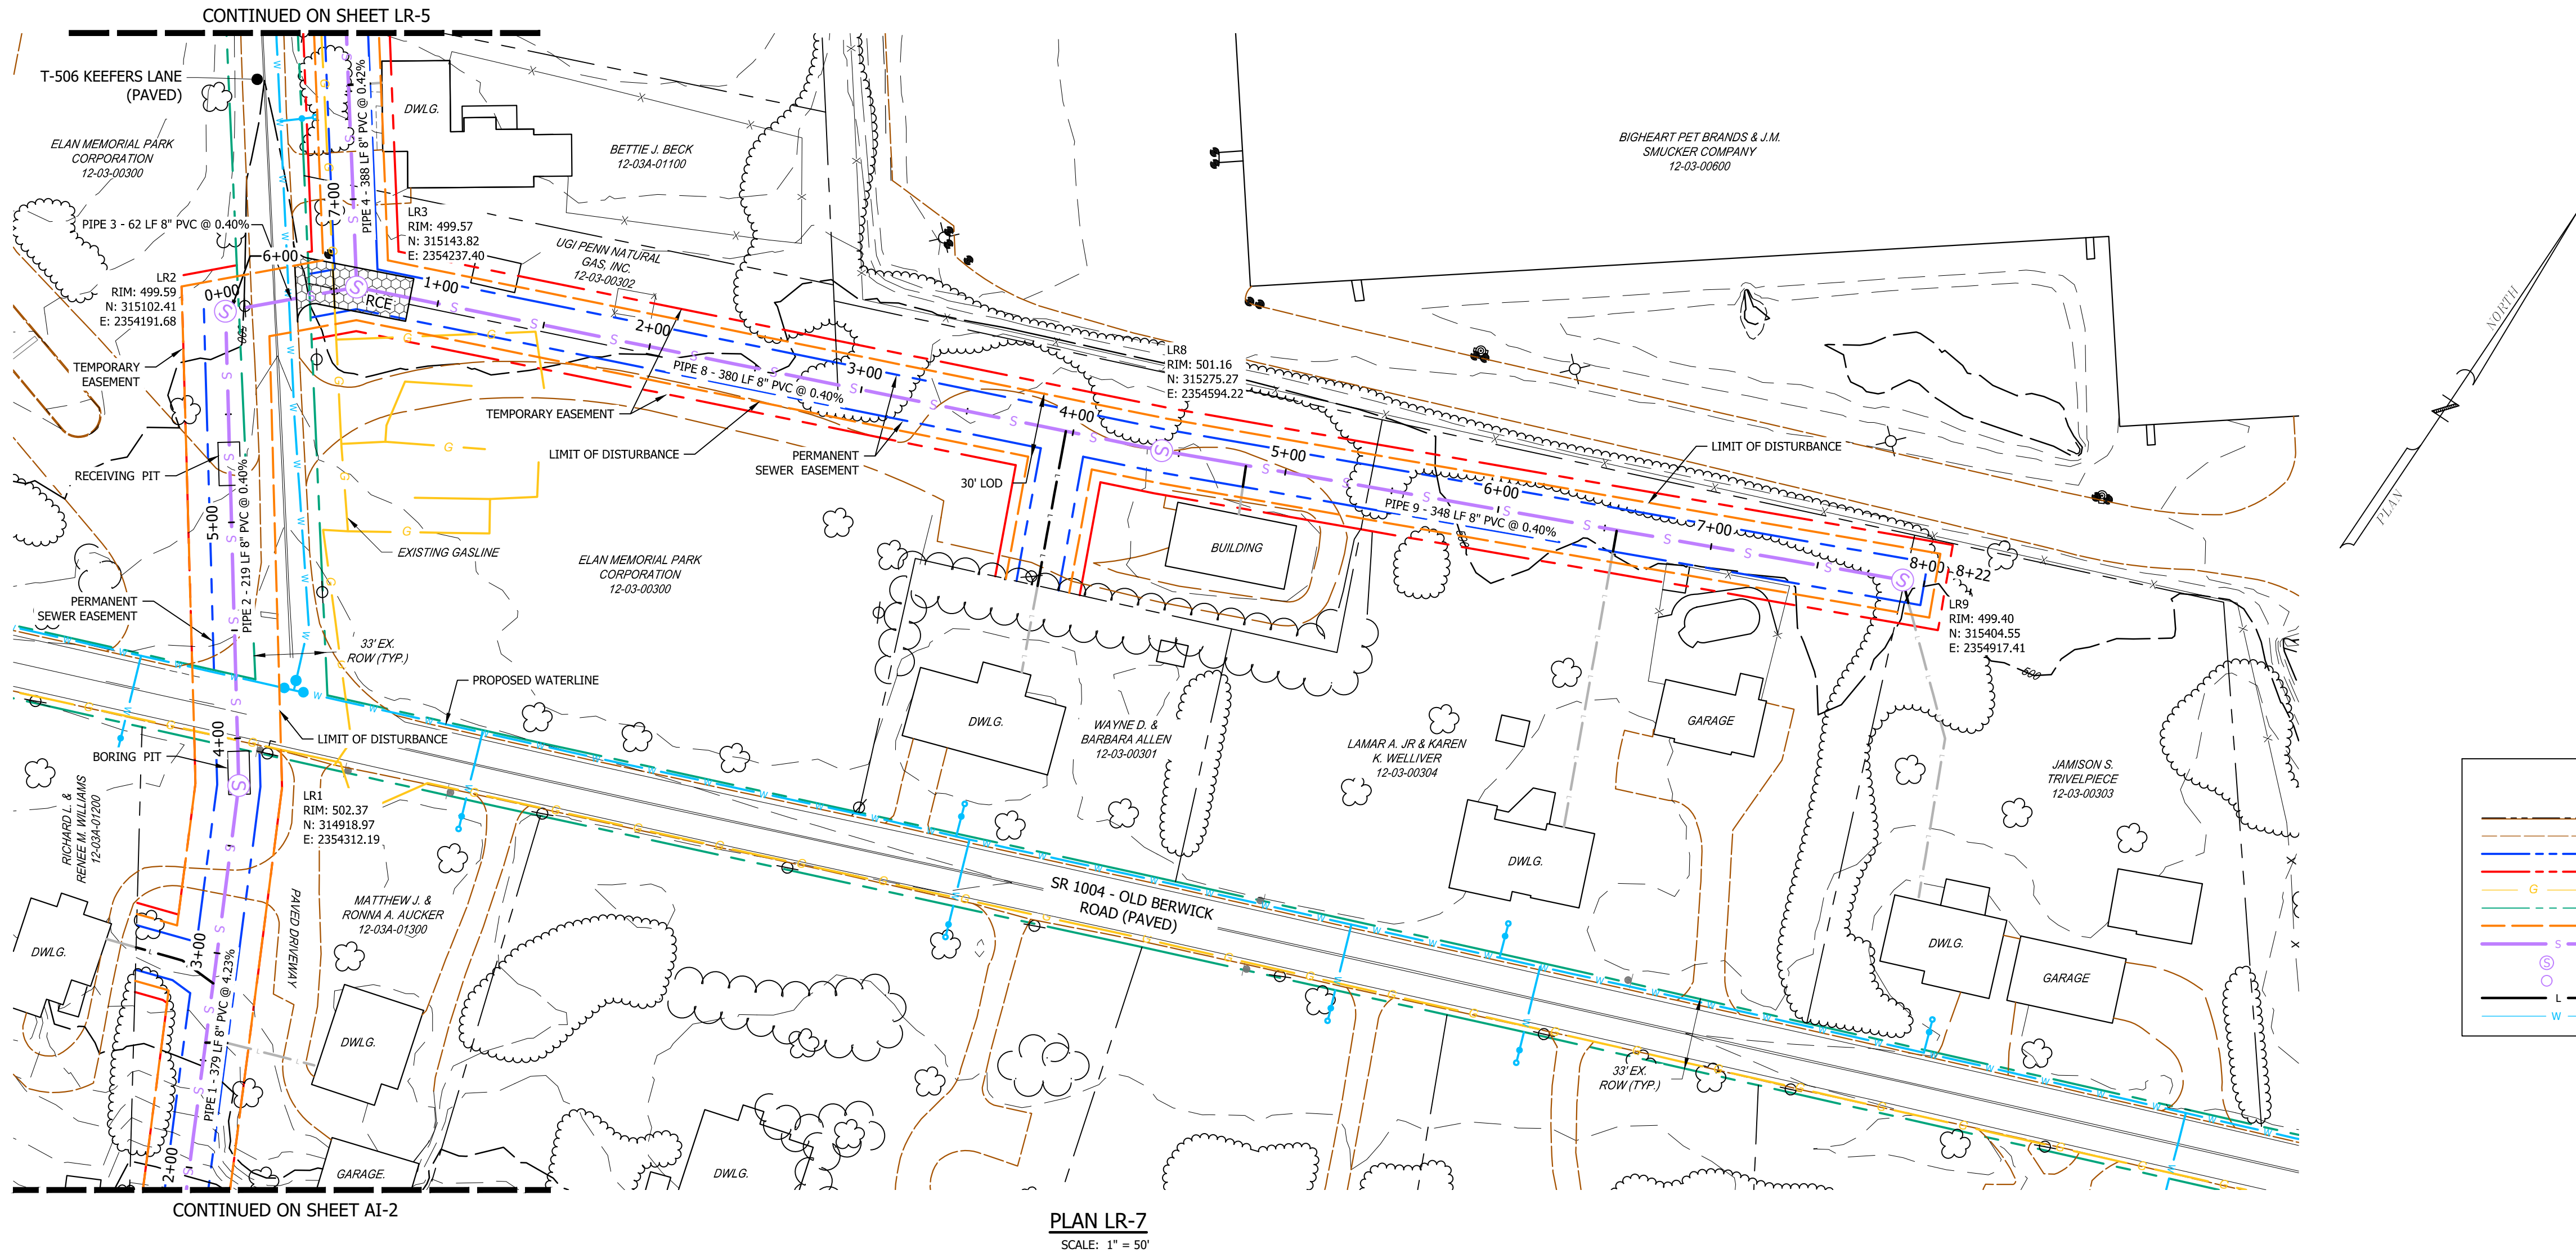 CONTINUED ON SHEET LR-5
T-506 KEEFERS LANE
(PAVED)
ELAN MEMORIAL PARK
CORPORATION
12-03-00300
DWLG.
BETTIE J. BECK
12-03A-01100
BIGHEART PET BRANDS & J.M.
SMUCKER COMPANY
12-03-00600
PIPE 4 - 388 LF 8" PVC @ 0.42%
7+00
PIPE 3 - 62 LF 8" PVC @ 0.40%
6+00
LR3
RIM: 499.57
N: 315143.82
E: 2354237.40
UGI PENN NATURAL
GAS, INC.
12-03-00302
LR2
RIM: 499.59
N: 315102.41
E: 2354191.68
0+00
RCE
500
1+00
2+00
3+00
4+00
5+00
6+00
7+00
8+00
8+22
TEMPORARY
EASEMENT
PIPE 8 - 380 LF 8" PVC @ 0.40%
LR8
RIM: 501.16
N: 315275.27
E: 2354594.22
TEMPORARY EASEMENT
LIMIT OF DISTURBANCE
PERMANENT
SEWER EASEMENT
30' LOD
LIMIT OF DISTURBANCE
RECEIVING PIT
PIPE 2 - 219 LF 8" PVC @ 0.40%
5+00
EXISTING GASLINE
ELAN MEMORIAL PARK
CORPORATION
12-03-00300
BUILDING
PIPE 9 - 348 LF 8" PVC @ 0.40%
500
LR9
RIM: 499.40
N: 315404.55
E: 2354917.41
500
PERMANENT
SEWER EASEMENT
33' EX.
ROW (TYP.)
PROPOSED WATERLINE
LIMIT OF DISTURBANCE
4+00
BORING PIT
LR1
RIM: 502.37
N: 314918.97
E: 2354312.19
RICHARD L. &
RENEE M. WILLIAMS
12-03A-01200
DWLG.
WAYNE D. &
BARBARA ALLEN
12-03-00301
GARAGE
LAMAR A. JR & KAREN
K. WELLIVER
12-03-00304
DWLG.
JAMISON S.
TRIVELPIECE
12-03-00303
DWLG.
GARAGE
SR 1004 - OLD BERWICK
ROAD (PAVED)
DWLG.
3+00
PAVED DRIVEWAY
MATTHEW J. &
RONNA A. AUCKER
12-03A-01300
PIPE 1 - 379 LF 8" PVC @ 4.23%
DWLG.
2+00
GARAGE.
DWLG.
33' EX.
ROW (TYP.)
CONTINUED ON SHEET AI-2
PLAN LR-7
SCALE: 1" = 50'
NORTH
PLAN
G
S
S
L
W